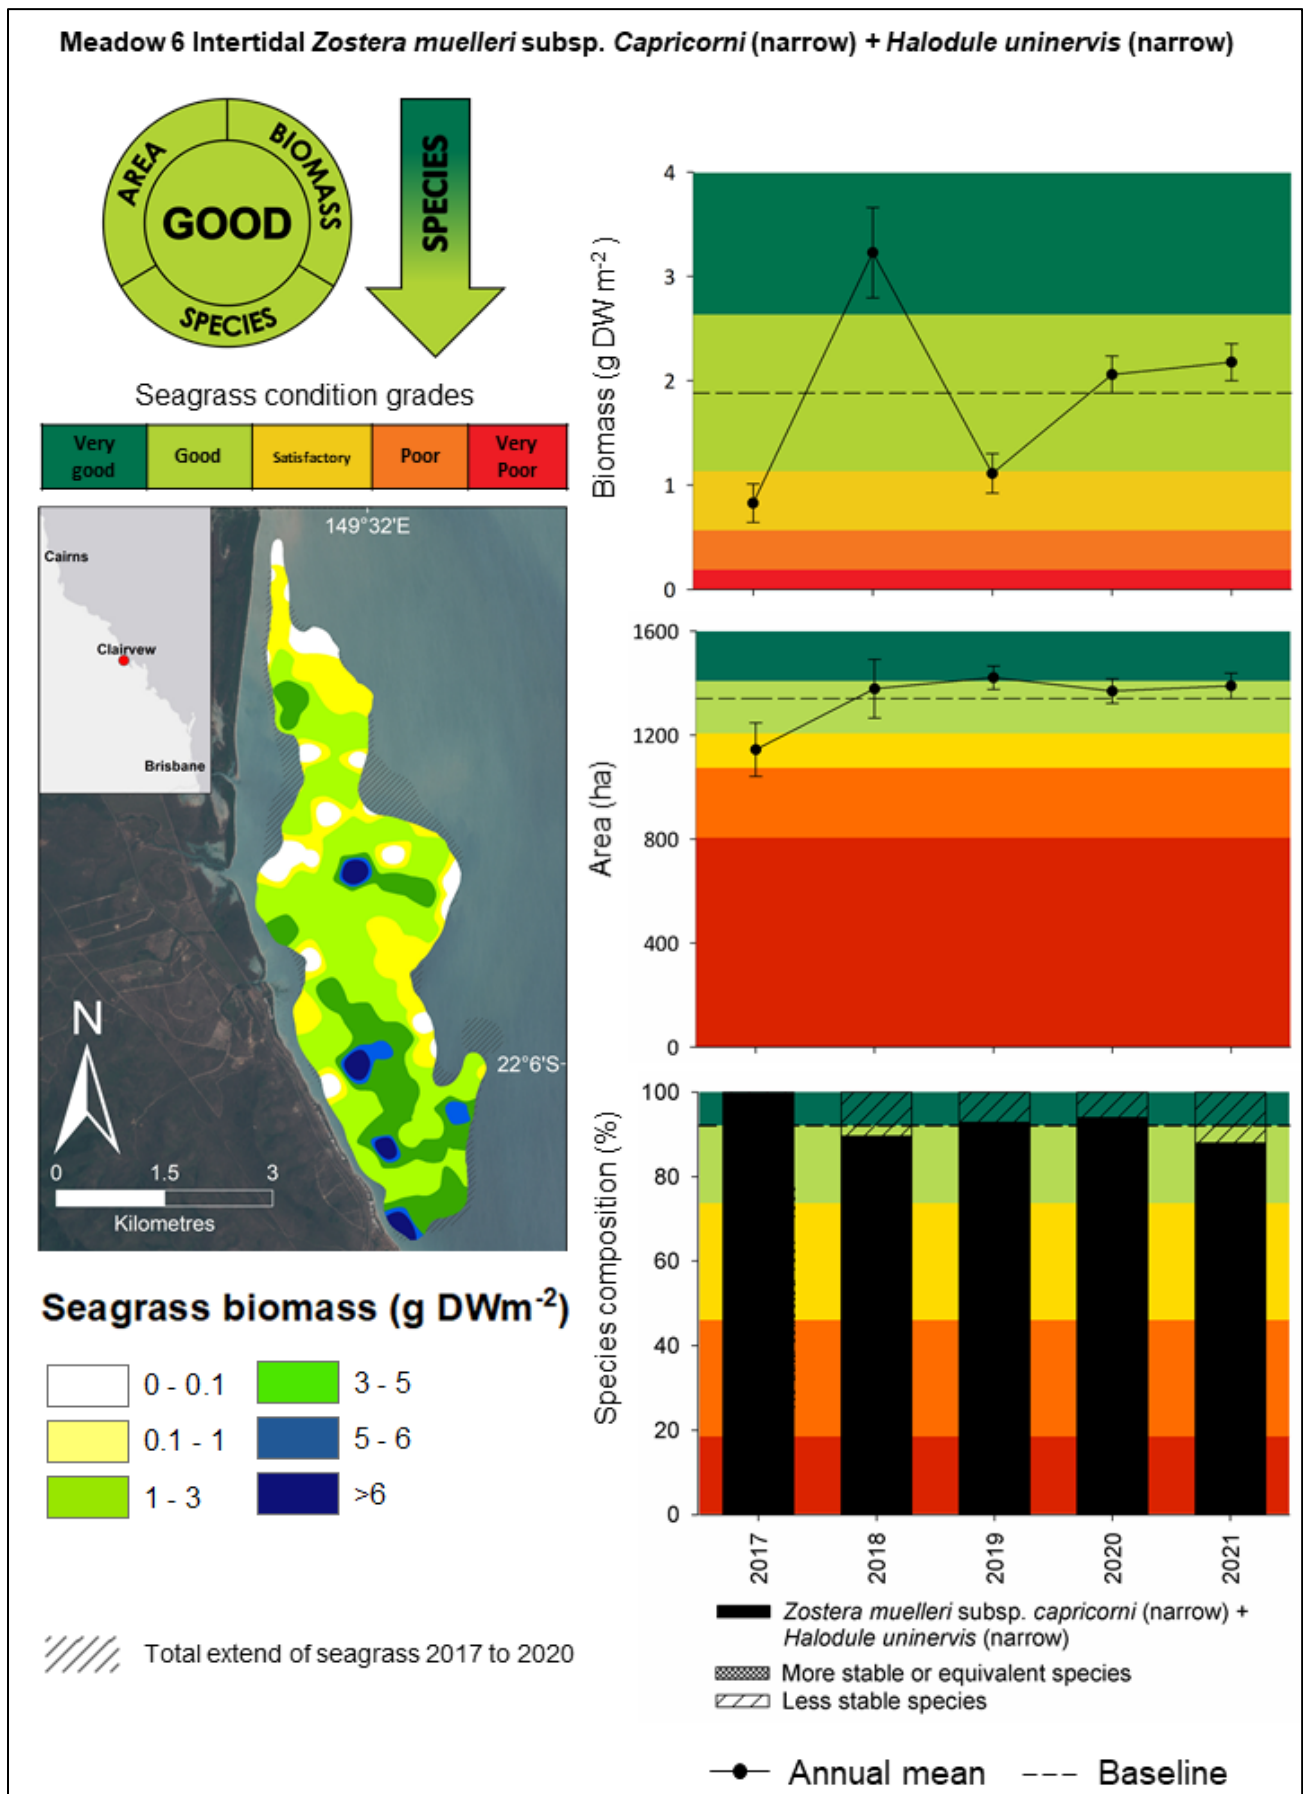 Meadow 6 Intertidal Zostera muelleri subsp. Capricorni (narrow) + Halodule uninervis (narrow)
AREA
BIOMASS
GOOD
SPECIES
SPECIES
Seagrass condition grades
Very good
Good
Satisfactory
Poor
Very Poor
149°32'E
Cairns
Clairvew
Brisbane
N
22°6'S
0 1.5 3
Kilometres
Seagrass biomass (g DWm-2)
0 - 0.1
0.1 - 1
1 - 3
3 - 5
5 - 6
>6
Total extend of seagrass 2017 to 2020
Biomass (g DW m-2)
4
3
2
1
0
Area (ha)
1600
1200
800
400
0
Species composition (%)
100
80
60
40
20
0
2017
2018
2019
2020
2021
Zostera muelleri subsp. capricorni (narrow) +
Halodule uninervis (narrow)
More stable or equivalent species
Less stable species
Annual mean
Baseline